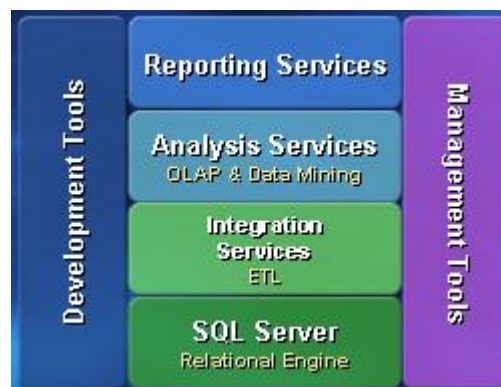 Development Tools
Reporting Services
Analysis Services
OLAP & Data Mining
Integration
Services
ETL
SQL Server
Relational Engine
Management Tools